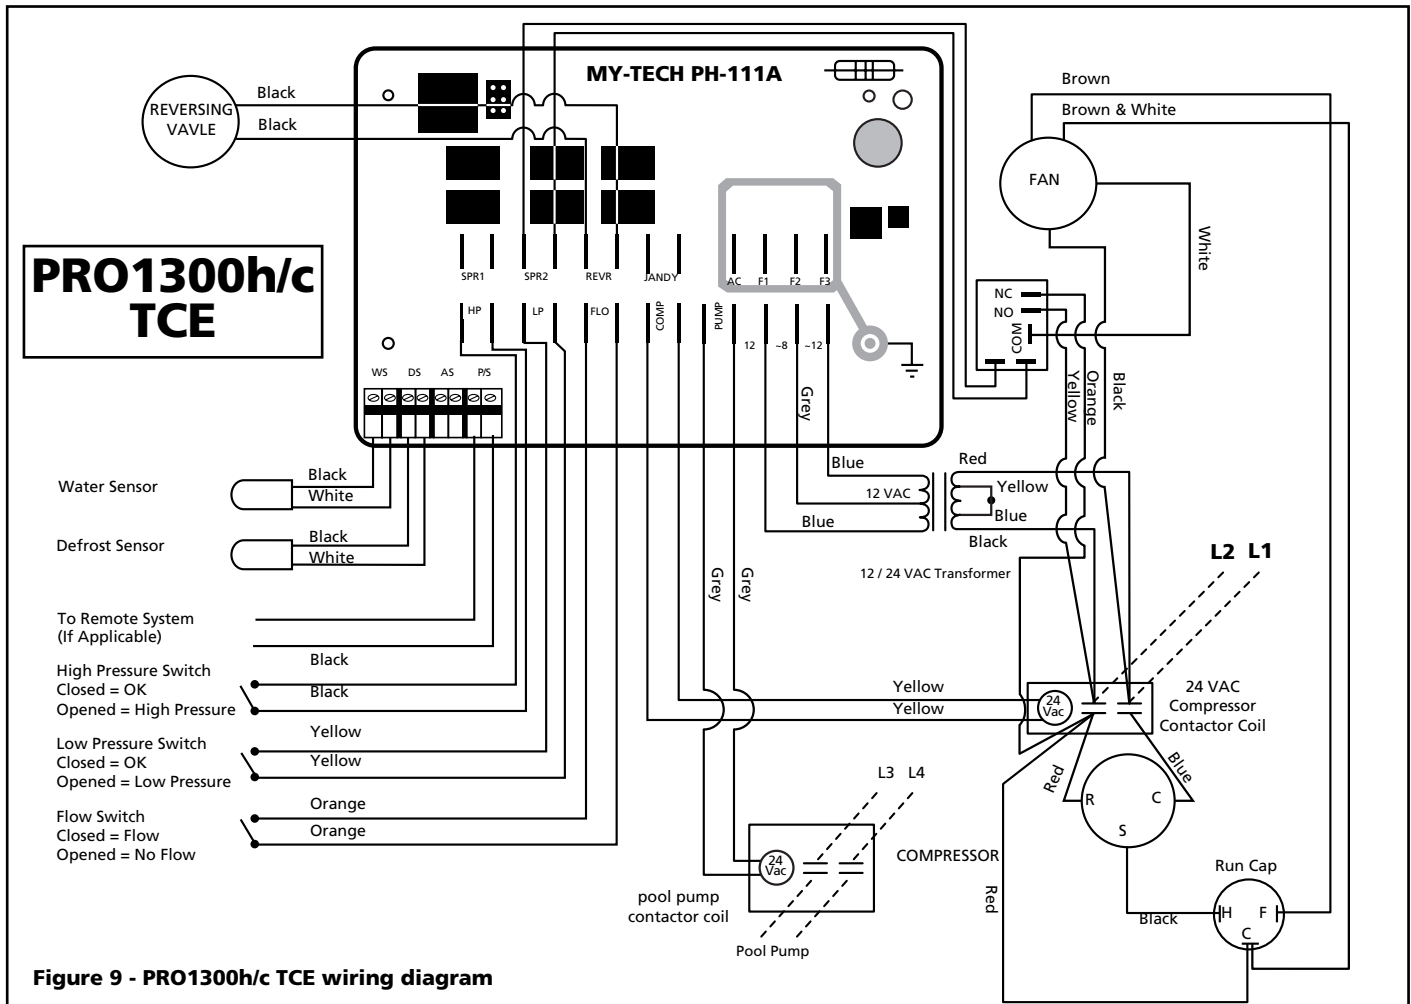 MY-TECH PH-111A
Brown
Brown & White
Black
Black
REVERSING
VAVLE
FAN
White
PRO1300h/c
TCE
SPR1
SPR2
REVR
JANDY
AC
F1
F2
F3
HP
LP
FLO
COMP
PUMP
12
~8
~12
NC
NO
COM
WS
DS
AS
P/S
Grey
Yellow
Orange
Black
Water Sensor
Black
White
Defrost Sensor
Black
White
Blue
12 VAC
Blue
Red
Yellow
Blue
Black
12 / 24 VAC Transformer
L2 L1
Grey
Grey
To Remote System
(If Applicable)
Black
High Pressure Switch
Closed = OK
Opened = High Pressure
Black
Yellow
Low Pressure Switch
Closed = OK
Opened = Low Pressure
Yellow
Orange
Flow Switch
Closed = Flow
Opened = No Flow
Orange
Yellow
Yellow
24
Vac
24 VAC
Compressor
Contactor Coil
Red
Blue
R
C
S
L3 L4
24
Vac
COMPRESSOR
pool pump
contactor coil
Pool Pump
Red
Black
Run Cap
H
F
C
Figure 9 - PRO1300h/c TCE wiring diagram